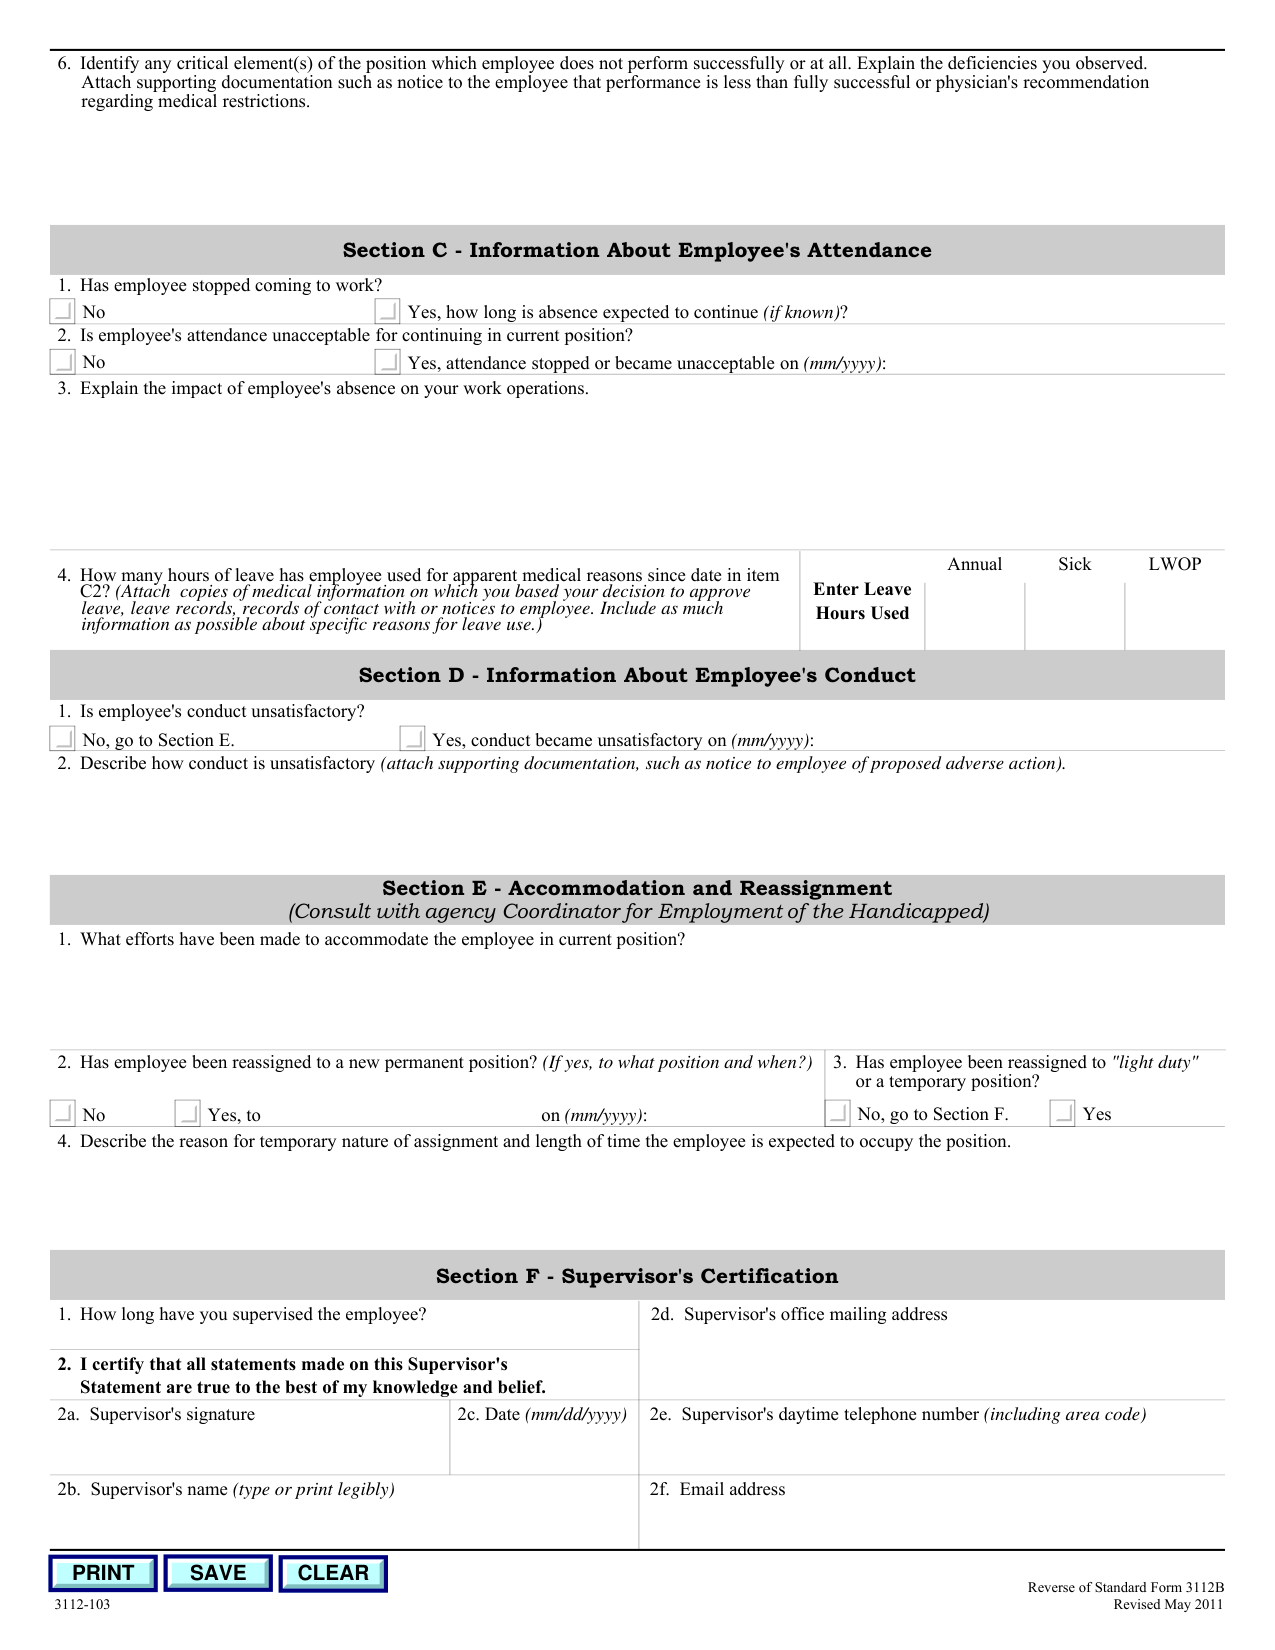 6. Identify any critical element(s) of the position which employee does not perform successfully or at all. Explain the deficiencies you observed.
Attach supporting documentation such as notice to the employee that performance is less than fully successful or physician's recommendation
regarding medical restrictions.
Section C - Information About Employee's Attendance
1. Has employee stopped coming to work?
No Yes, how long is absence expected to continue (if known)?
2. Is employee's attendance unacceptable for continuing in current position?
No Yes, attendance stopped or became unacceptable on (mm/yyyy):
3. Explain the impact of employee's absence on your work operations.
4. How many hours of leave has employee used for apparent medical reasons since date in item
C2? (Attach copies of medical information on which you based your decision to approve
leave, leave records, records of contact with or notices to employee. Include as much
information as possible about specific reasons for leave use.)
Enter Leave
Hours Used
Annual Sick LWOP
Section D - Information About Employee's Conduct
1. Is employee's conduct unsatisfactory?
No, go to Section E. Yes, conduct became unsatisfactory on (mm/yyyy):
2. Describe how conduct is unsatisfactory (attach supporting documentation, such as notice to employee of proposed adverse action).
Section E - Accommodation and Reassignment
(Consult with agency Coordinator for Employment of the Handicapped)
1. What efforts have been made to accommodate the employee in current position?
2. Has employee been reassigned to a new permanent position? (If yes, to what position and when?)
No Yes, to on (mm/yyyy):
3. Has employee been reassigned to "light duty"
or a temporary position?
No, go to Section F. Yes
4. Describe the reason for temporary nature of assignment and length of time the employee is expected to occupy the position.
Section F - Supervisor's Certification
1. How long have you supervised the employee?
2. I certify that all statements made on this Supervisor's
Statement are true to the best of my knowledge and belief.
2a. Supervisor's signature
2c. Date (mm/dd/yyyy)
2b. Supervisor's name (type or print legibly)
2d. Supervisor's office mailing address
2e. Supervisor's daytime telephone number (including area code)
2f. Email address
PRINT SAVE CLEAR
3112-103
Reverse of Standard Form 3112B
Revised May 2011